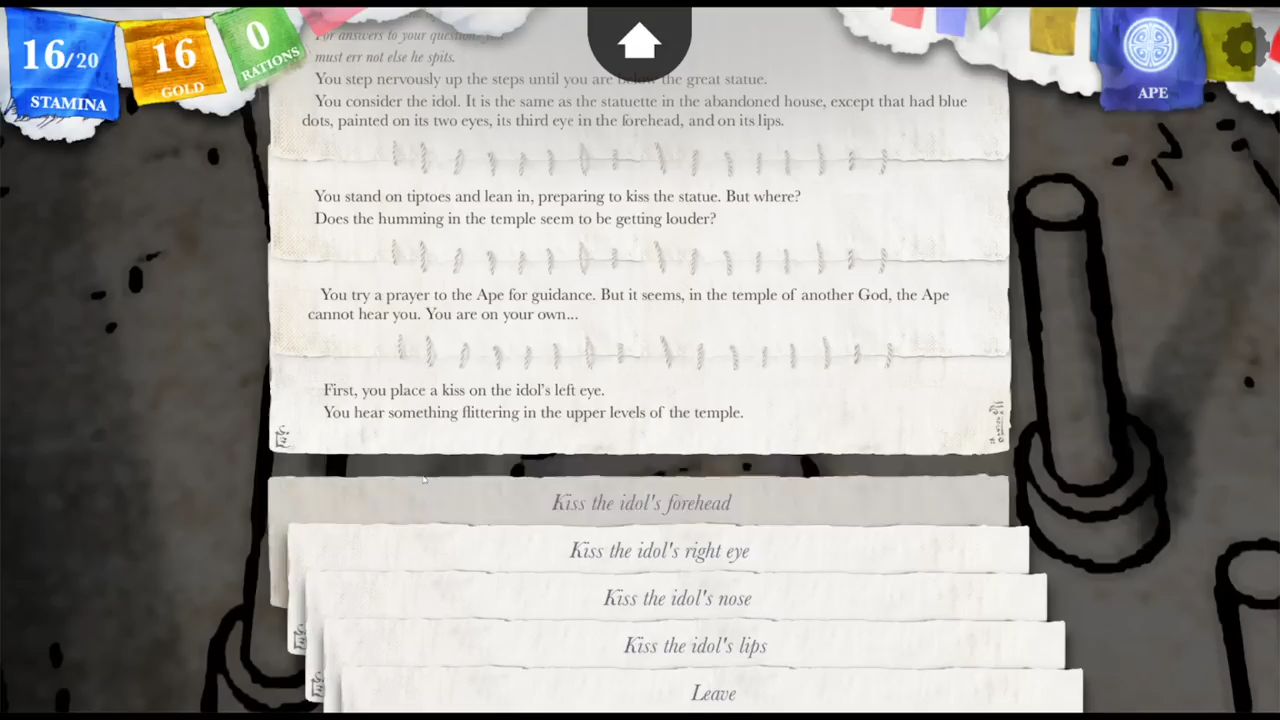 16/20
STAMINA
16
GOLD
0
RATIONS
APE
For answers to your question
must err not else he spits.
You step nervously up the steps until you are below the great statue.
You consider the idol. It is the same as the statuette in the abandoned house, except that had blue
dots, painted on its two eyes, its third eye in the forehead, and on its lips.
You stand on tiptoes and lean in, preparing to kiss the statue. But where?
Does the humming in the temple seem to be getting louder?
You try a prayer to the Ape for guidance. But it seems, in the temple of another God, the Ape
cannot hear you. You are on your own...
First, you place a kiss on the idol's left eye.
You hear something flittering in the upper levels of the temple.
Kiss the idol's forehead
Kiss the idol's right eye
Kiss the idol's nose
Kiss the idol's lips
Leave